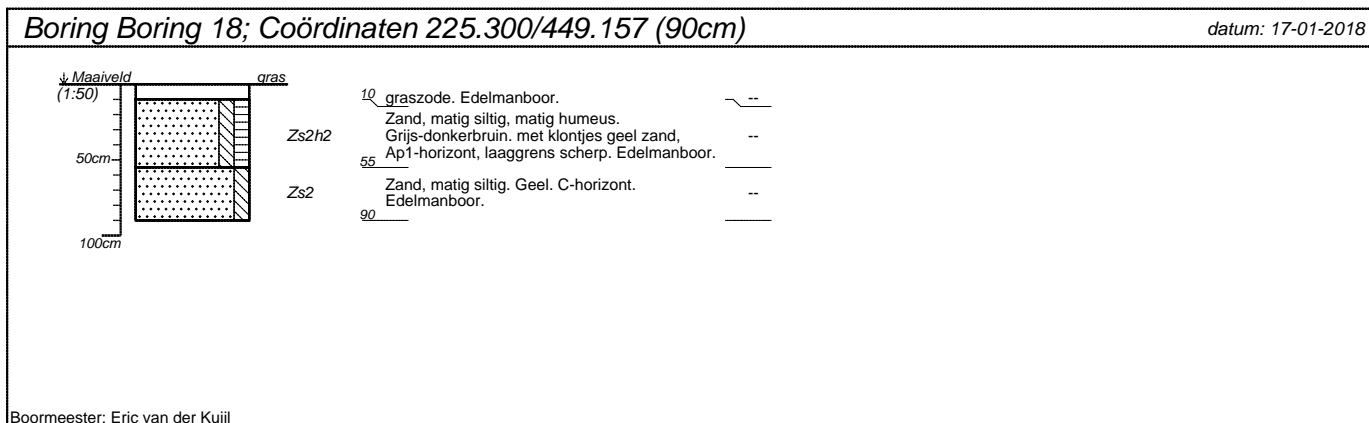 Boring Boring 18; Coördinaten 225.300/449.157 (90cm)
datum: 17-01-2018
Maaiveld
gras
(1:50)
10 graszode. Edelmanboor. --
Zand, matig siltig, matig humeus.
Zs2h2 Grijs-donkerbruin. met klontjes geel zand, --
Ap1-horizont, laaggrens scherp. Edelmanboor.
50cm
55
Zs2 Zand, matig siltig. Geel. C-horizont. --
Edelmanboor.
90
100cm
Boormeester: Eric van der Kuijl